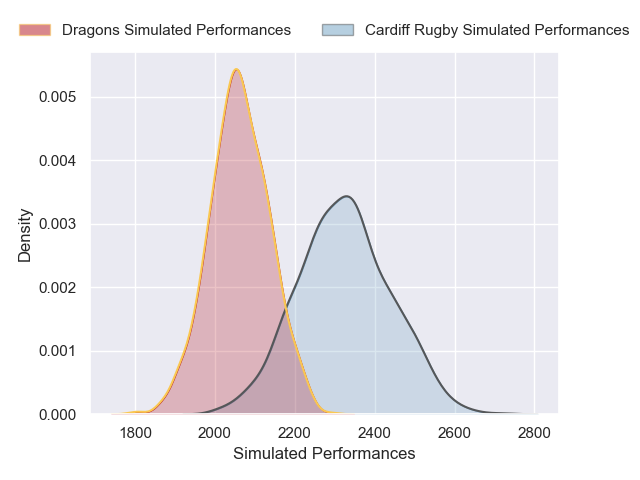 Dragons Simulated Performances
Cardiff Rugby Simulated Performances
Density
0.005
0.004
0.003
0.002
0.001
0.000
1800 2000 2200 2400 2600 2800
Simulated Performances